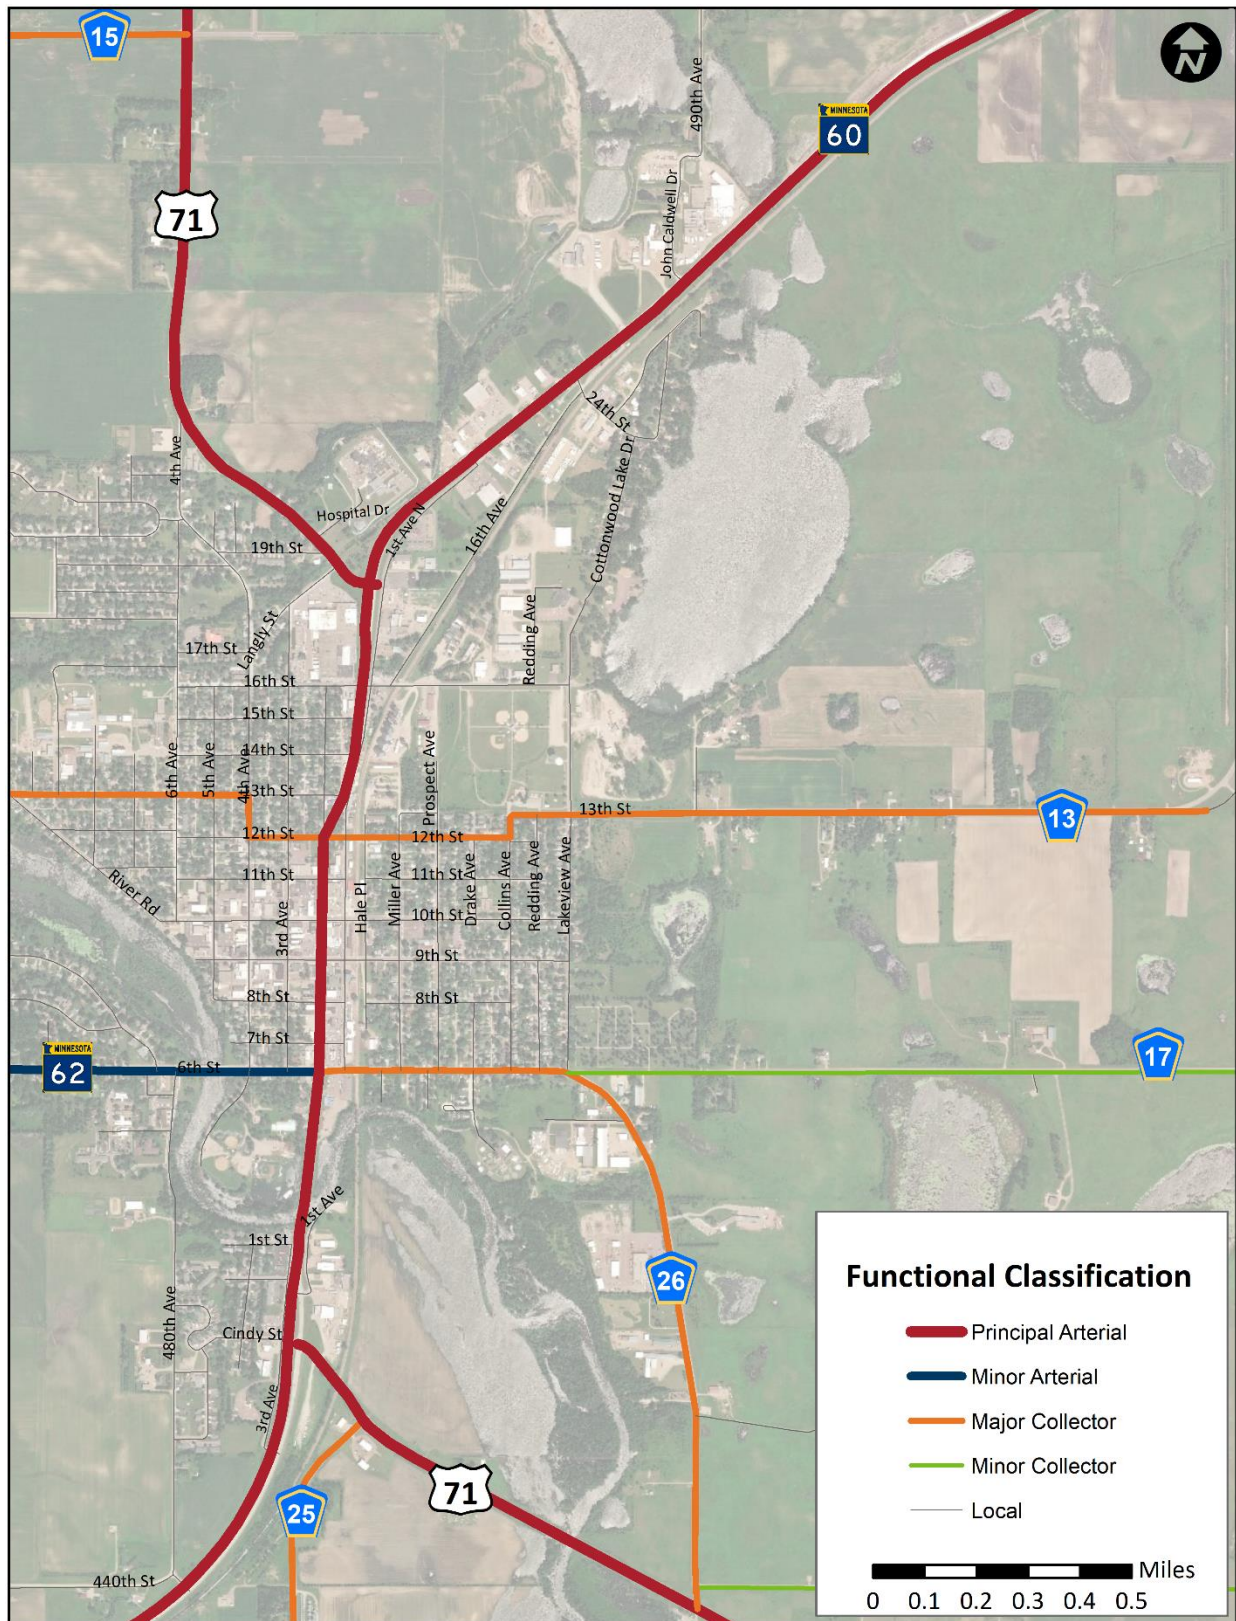 15
N
490th Ave
MINNESOTA
60
71
John Caldwell Dr
24th St
4th Ave
Cottonwood Lake Dr
Hospital Dr
1st Ave N
16th Ave
19th St
Redding Ave
Langly St
17th St
16th St
15th St
14th St
6th Ave
5th Ave
4th Ave
Prospect Ave
13th St
13th St
13
12th St
12th St
River Rd
11th St
11th St
3rd Ave
Hale Pl
Miller Ave
Drake Ave
Collins Ave
Redding Ave
Lakeview Ave
10th St
9th St
8th St
8th St
7th St
MINNESOTA
62
6th St
17
1st Ave
1st St
26
480th Ave
Cindy St
3rd Ave
71
25
440th St
Functional Classification
Principal Arterial
Minor Arterial
Major Collector
Minor Collector
Local
Miles
0 0.1 0.2 0.3 0.4 0.5